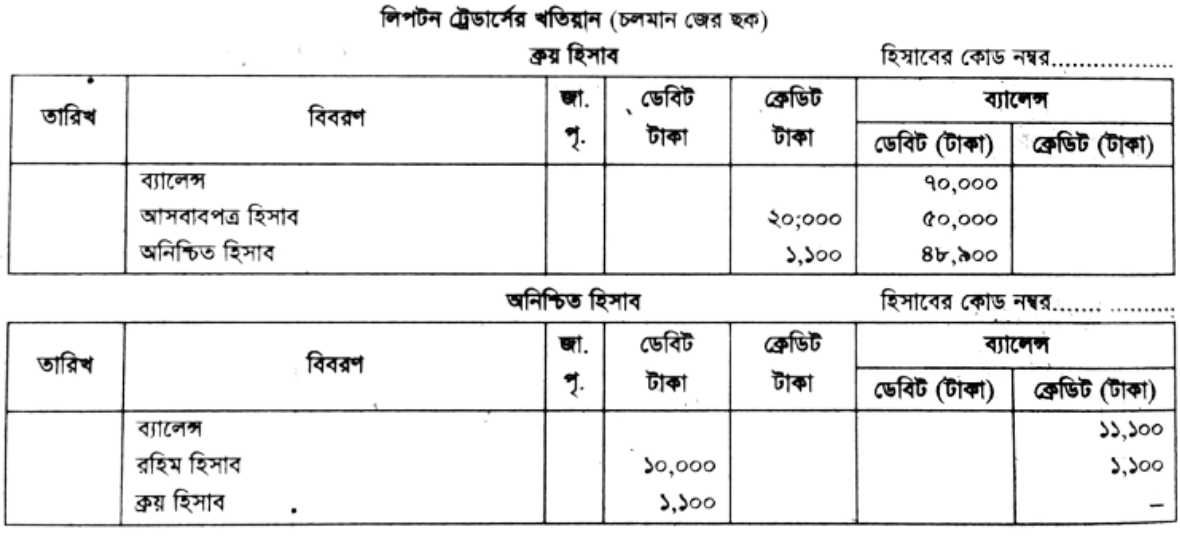 লিপটন ট্রেডার্সের খতিয়ান (চলমান জের ছক)
ক্রয় হিসাব হিসাবের কোড নম্বর..................
তারিখ বিবরণ জা. পৃ. ডেবিট টাকা ক্রেডিট টাকা ব্যালেন্স
ডেবিট (টাকা) ক্রেডিট (টাকা)
ব্যালেন্স ৭০,০০০
আসবাবপত্র হিসাব ২০;০০০ ৫০,০০০
অনিশ্চিত হিসাব ১,১০০ ৪৮,৯০০
অনিশ্চিত হিসাব হিসাবের কোড নম্বর....... ..........
তারিখ বিবরণ জা. পৃ. ডেবিট টাকা ক্রেডিট টাকা ব্যালেন্স
ডেবিট (টাকা) ক্রেডিট (টাকা)
ব্যালেন্স ১১,১০০
রহিম হিসাব ১০,০০০ ১,১০০
ক্রয় হিসাব ১,১০০ –